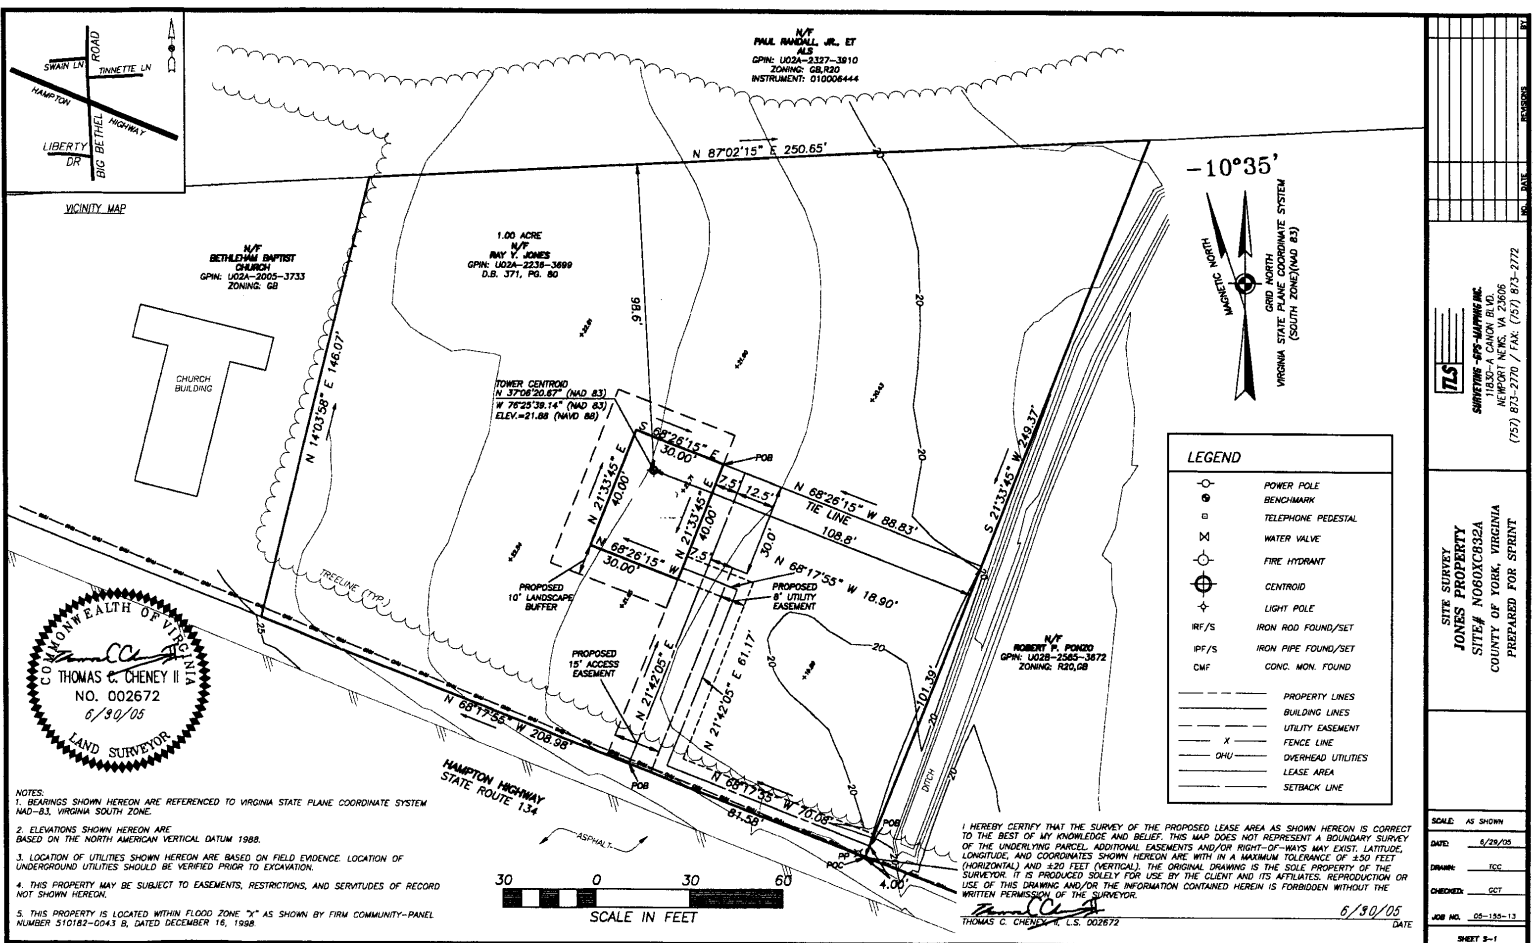 SWAIN LN
ROAD
TINNETTE LN
HAMPTON
HIGHWAY
LIBERTY
DR
BIG BETHEL
VICINITY MAP
N/F
PAUL RANDALL, JR., ET
ALS
GPIN: U02A-2327-3910
ZONING: GB,R20
INSTRUMENT: 010006444
N 87°02'15" E 250.65'
N/F
BETHLEHAM BAPTIST
CHURCH
GPIN: U02A-2005-3733
ZONING: GB
1.00 ACRE
N/F
RAY Y. JONES
GPIN: U02A-2236-3699
D.B. 371, PG. 80
CHURCH
BUILDING
N 14°03'58" E 146.07'
98.6'
20
20
20
TOWER CENTROID
N 37°06'20.67" (NAD 83)
W 76°25'39.14" (NAD 83)
ELEV.=21.88 (NAVD 88)
S 68°26'15" E
30.00'
POB
N 21°33'45" E
40.00'
N 21°33'45" E
40.00'
7.5'
12.5'
N 68°26'15" W 88.83'
TIE LINE
108.8'
30.0'
N 68°26'15" W
30.00'
7.5'
N 68°17'55" W 18.90'
PROPOSED
10' LANDSCAPE
BUFFER
PROPOSED
8' UTILITY
EASEMENT
PROPOSED
15' ACCESS
EASEMENT
N 21°42'05" E
N 21°42'05" E 61.17'
TREELINE (TYP.)
25
N 68°17'55" W 208.98'
HAMPTON HIGHWAY
STATE ROUTE 134
POB
N 68°17'55" W 70.08'
81.58'
ASPHALT
POB
PP
POC
4.00'
20
20
S 21°33'45" W 249.37'
101.39'
20
20
DITCH
20
N/F
ROBERT P. PONZO
GPIN: U02B-2565-3672
ZONING: R20,GB
-10°35'
MAGNETIC NORTH
GRID NORTH
VIRGINIA STATE PLANE COORDINATE SYSTEM
(SOUTH ZONE)(NAD 83)
LEGEND
POWER POLE
BENCHMARK
TELEPHONE PEDESTAL
WATER VALVE
FIRE HYDRANT
CENTROID
LIGHT POLE
IRF/S IRON ROD FOUND/SET
IPF/S IRON PIPE FOUND/SET
CMF CONC. MON. FOUND
PROPERTY LINES
BUILDING LINES
UTILITY EASEMENT
X FENCE LINE
OHU OVERHEAD UTILITIES
LEASE AREA
SETBACK LINE
COMMONWEALTH OF VIRGINIA
THOMAS C. CHENEY II
NO. 002672
6/30/05
LAND SURVEYOR
NOTES:
1. BEARINGS SHOWN HEREON ARE REFERENCED TO VIRGINIA STATE PLANE COORDINATE SYSTEM
NAD-83, VIRGINIA SOUTH ZONE.
2. ELEVATIONS SHOWN HEREON ARE
BASED ON THE NORTH AMERICAN VERTICAL DATUM 1988.
3. LOCATION OF UTILITIES SHOWN HEREON ARE BASED ON FIELD EVIDENCE. LOCATION OF
UNDERGROUND UTILITIES SHOULD BE VERIFIED PRIOR TO EXCAVATION.
4. THIS PROPERTY MAY BE SUBJECT TO EASEMENTS, RESTRICTIONS, AND SERVITUDES OF RECORD
NOT SHOWN HEREON.
5. THIS PROPERTY IS LOCATED WITHIN FLOOD ZONE "X" AS SHOWN BY FIRM COMMUNITY-PANEL
NUMBER 510182-0043 B, DATED DECEMBER 16, 1998.
30 0 30 60
SCALE IN FEET
I HEREBY CERTIFY THAT THE SURVEY OF THE PROPOSED LEASE AREA AS SHOWN HEREON IS CORRECT
TO THE BEST OF MY KNOWLEDGE AND BELIEF. THIS MAP DOES NOT REPRESENT A BOUNDARY SURVEY
OF THE UNDERLYING PARCEL. ADDITIONAL EASEMENTS AND/OR RIGHT-OF-WAYS MAY EXIST. LATITUDE,
LONGITUDE, AND COORDINATES SHOWN HEREON ARE WITH IN A MAXIMUM TOLERANCE OF ±50 FEET
(HORIZONTAL) AND ±20 FEET (VERTICAL). THE ORIGINAL DRAWING IS THE SOLE PROPERTY OF THE
SURVEYOR. IT IS PRODUCED SOLELY FOR USE BY THE CLIENT AND ITS AFFILIATES. REPRODUCTION OR
USE OF THIS DRAWING AND/OR THE INFORMATION CONTAINED HEREIN IS FORBIDDEN WITHOUT THE
WRITTEN PERMISSION OF THE SURVEYOR.
THOMAS C. CHENEY, II, L.S. 002672
6/30/05
DATE
NO. DATE REVISIONS BY
TLS
SURVEYING-GPS-MAPPING INC.
11830-A CANON BLVD.
NEWPORT NEWS, VA 23606
(757) 873-2770 / FAX: (757) 873-2772
SITE SURVEY
JONES PROPERTY
SITE# NO60XC832A
COUNTY OF YORK, VIRGINIA
PREPARED FOR SPRINT
SCALE: AS SHOWN
DATE: 6/29/05
DRAWN: TCC
CHECKED: GCT
JOB NO. 05-155-13
SHEET S-1